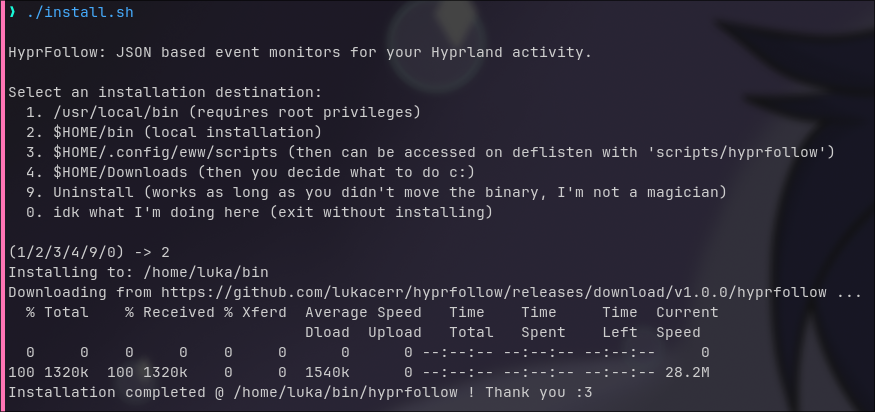 ❫ ./install.sh
HyprFollow: JSON based event monitors for your Hyprland activity.
Select an installation destination:
1. /usr/local/bin (requires root privileges)
2. $HOME/bin (local installation)
3. $HOME/.config/eww/scripts (then can be accessed on deflisten with 'scripts/hyprfollow')
4. $HOME/Downloads (then you decide what to do c:)
9. Uninstall (works as long as you didn't move the binary, I'm not a magician)
0. idk what I'm doing here (exit without installing)
(1/2/3/4/9/0) -> 2
Installing to: /home/luka/bin
Downloading from https://github.com/lukacerr/hyprfollow/releases/download/v1.0.0/hyprfollow ...
% Total % Received % Xferd Average Speed Time Time Time Current
Dload Upload Total Spent Left Speed
0 0 0 0 0 0 0 0 --:--:-- --:--:-- --:--:-- 0
100 1320k 100 1320k 0 0 1540k 0 --:--:-- --:--:-- --:--:-- 28.2M
Installation completed @ /home/luka/bin/hyprfollow ! Thank you :3